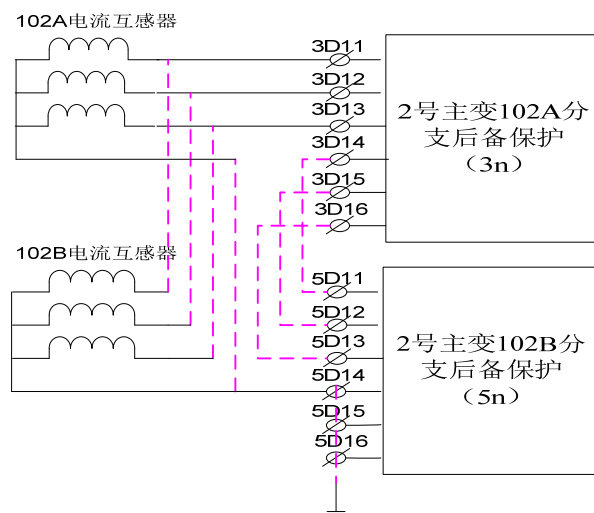 102A电流互感器
3D11
3D12
3D13
3D14
3D15
3D16
2号主变102A分
支后备保护
（3n）
102B电流互感器
5D11
5D12
5D13
5D14
5D15
5D16
2号主变102B分
支后备保护
（5n）